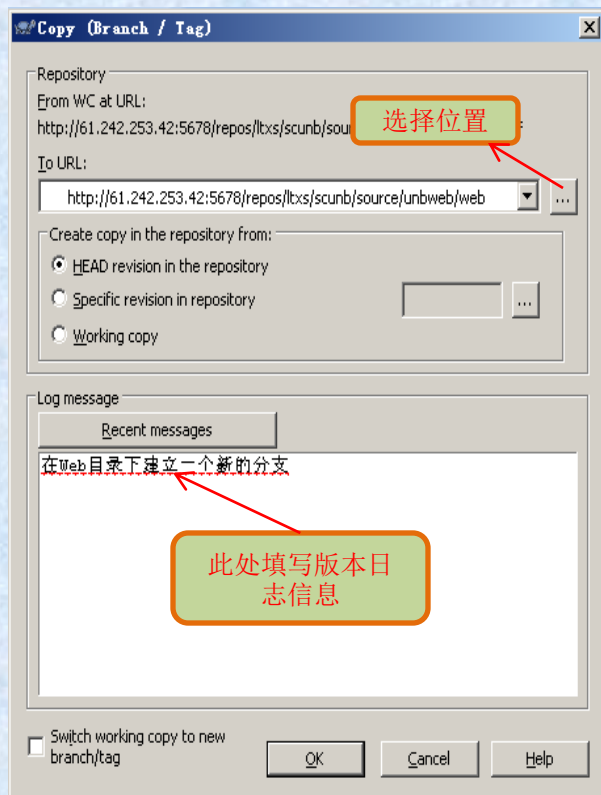 Copy (Branch / Tag)
Repository
From WC at URL:
http://61.242.253.42:5678/repos/ltxs/scunb/sour
选择位置
To URL:
http://61.242.253.42:5678/repos/ltxs/scunb/source/unbweb/web
...
Create copy in the repository from:
HEAD revision in the repository
Specific revision in repository
...
Working copy
Log message
Recent messages
在Web目录下建立一个新的分支
此处填写版本日
志信息
Switch working copy to new
branch/tag
OK
Cancel
Help